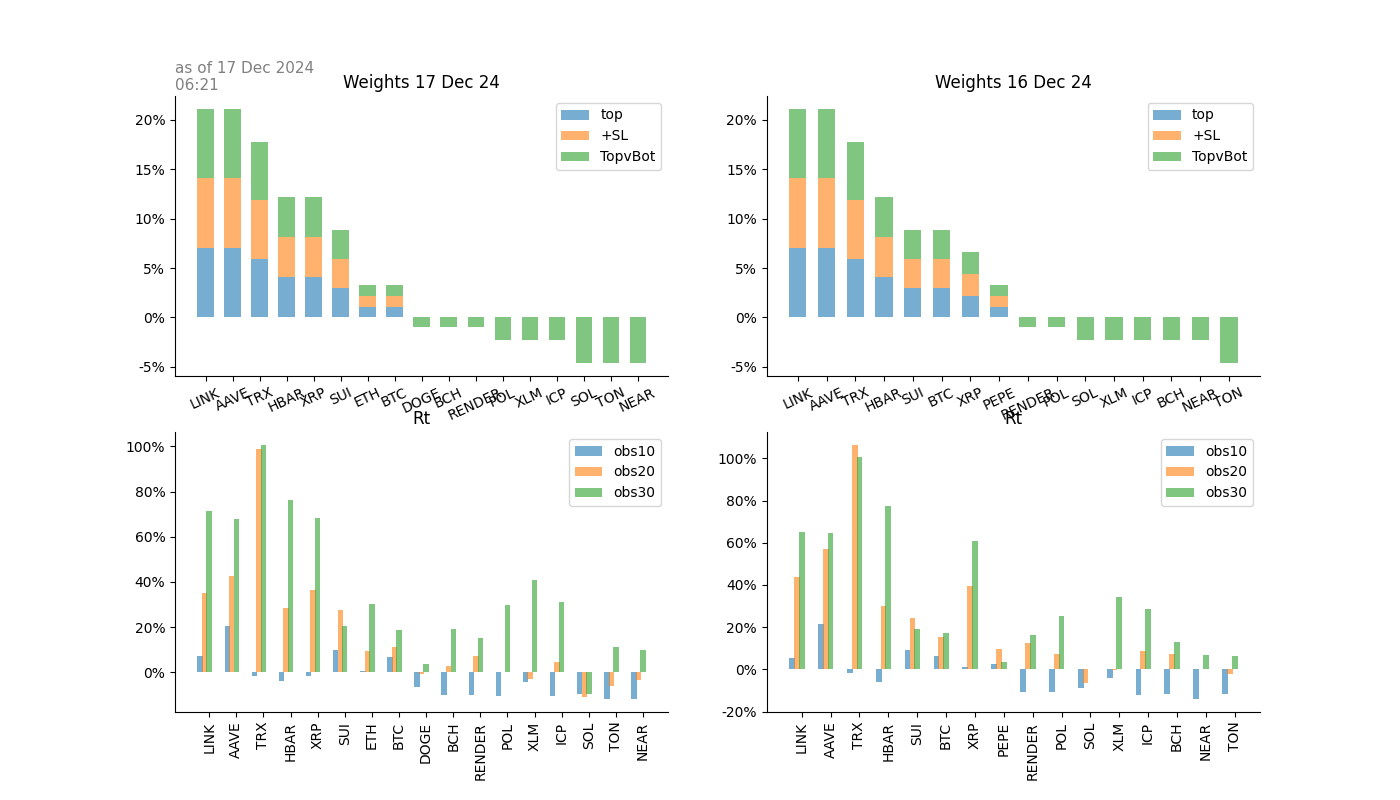 as of 17 Dec 2024
06:21
Weights 17 Dec 24
20%
15%
10%
5%
0%
-5%
top
+SL
TopvBot
LINK AAVE TRX HBAR XRP SUI ETH BTC DOGE BCH RENDER POL XLM ICP SOL TON NEAR
Weights 16 Dec 24
20%
15%
10%
5%
0%
-5%
top
+SL
TopvBot
LINK AAVE TRX HBAR SUI BTC XRP PEPE RENDER POL SOL XLM ICP BCH NEAR TON
Rt
100%
80%
60%
40%
20%
0%
obs10
obs20
obs30
LINK AAVE TRX HBAR XRP SUI ETH BTC DOGE BCH RENDER POL XLM ICP SOL TON NEAR
Rt
100%
80%
60%
40%
20%
0%
-20%
obs10
obs20
obs30
LINK AAVE TRX HBAR SUI BTC XRP PEPE RENDER POL SOL XLM ICP BCH NEAR TON